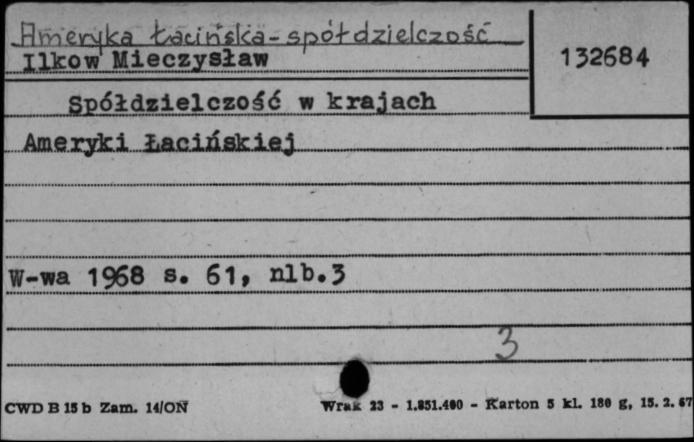 Ameryka Łacińska - spółdzielczość
132684
Ilkow Mieczysław
Spółdzielczość w krajach
Ameryki Łacińskiej
W-wa 1968 s. 61, nlb.3
3
CWD B 15 b Zam. 14/ON
Wrak 23 - 1.851.400 - Karton 5 kl. 180 g, 15. 2. 67